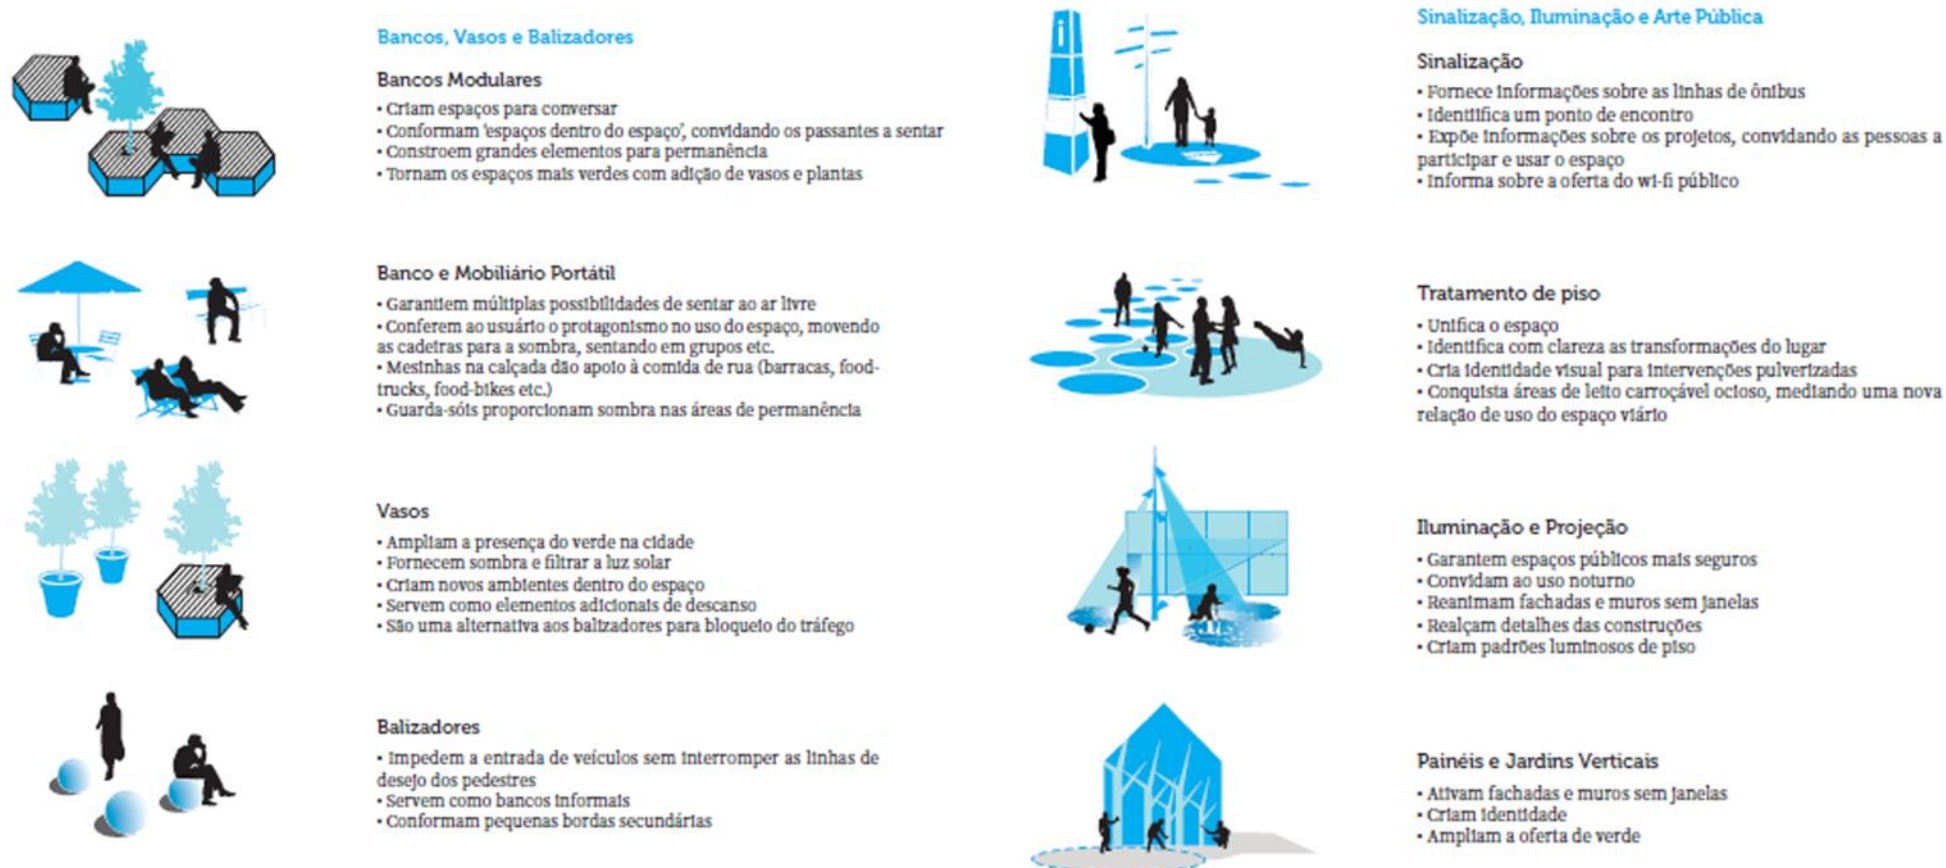 Bancos, Vasos e Balizadores
Bancos Modulares
• Criam espaços para conversar
• Conformam 'espaços dentro do espaço', convidando os passantes a sentar
• Constroem grandes elementos para permanência
• Tornam os espaços mais verdes com adição de vasos e plantas
Banco e Mobiliário Portátil
• Garantiem múltiplas possibilidades de sentar ao ar livre
• Conferem ao usuário o protagonismo no uso do espaço, movendo
as cadeiras para a sombra, sentando em grupos etc.
• Mesinhas na calçada dão apoio à comida de rua (barracas, food-
trucks, food-bikes etc.)
• Guarda-sóis proporcionam sombra nas áreas de permanência
Vasos
• Ampliam a presença do verde na cidade
• Fornecem sombra e filtrar a luz solar
• Criam novos ambientes dentro do espaço
• Servem como elementos adicionais de descanso
• São uma alternativa aos balizadores para bloqueio do tráfego
Balizadores
• Impedem a entrada de veículos sem interromper as linhas de
desejo dos pedestres
• Servem como bancos informais
• Conformam pequenas bordas secundárias
i
Sinalização, Iluminação e Arte Pública
Sinalização
• Fornece informações sobre as linhas de ônibus
• Identiifica um ponto de encontro
• Expõe informações sobre os projetos, convidando as pessoas a
participar e usar o espaço
• Informa sobre a oferta do wi-fi público
Tratamento de piso
• Unifica o espaço
• Identifica com clareza as transformações do lugar
• Cria identidade visual para intervenções pulverizadas
• Conquista áreas de leito carroçável ocioso, mediando uma nova
relação de uso do espaço viário
Iluminação e Projeção
• Garantem espaços públicos mais seguros
• Convidam ao uso noturno
• Reanimam fachadas e muros sem janelas
• Realçam detalhes das construções
• Criam padrões luminosos de piso
Painéis e Jardins Verticais
• Ativam fachadas e muros sem janelas
• Criam identidade
• Ampliam a oferta de verde